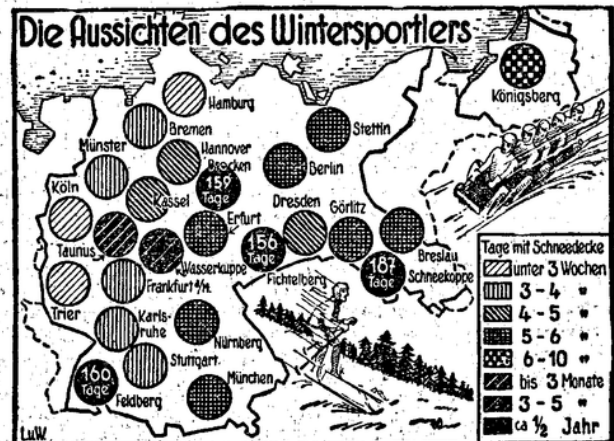 Die Aussichten des Wintersportlers
Königsberg
Hamburg
Bremen
Stettin
Münster
Hannover
Brocken
159
Tage
Berlin
Köln
Kassel
Erfurt
Dresden
Görlitz
156
Tage
Breslau
Taunus
Wasserkuppe
Fichtelberg
187
Tage
Schneekoppe
Trier
Frankfurt a/M.
Karls-
ruhe
Nürnberg
Stuttgart
160
Tage
Feldberg
München
LuW.
Tage mit Schneedecke
unter 3 Wochen
3-4 "
4-5 "
5-6 "
6-10 "
bis 3 Monate
3-5 "
ca 1/2 Jahr